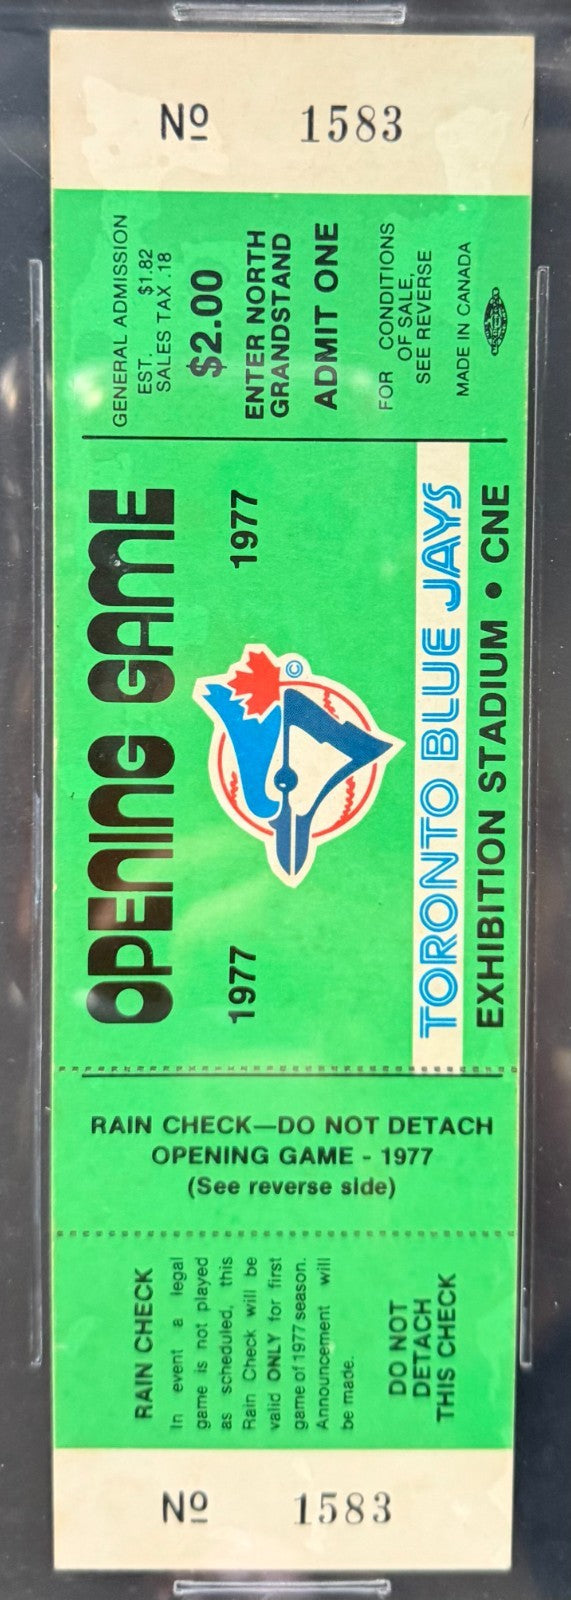 Nº 1583
GENERAL ADMISSION
EST. $1.82
SALES TAX .18
$2.00
ENTER NORTH
GRANDSTAND
ADMIT ONE
FOR CONDITIONS
OF SALE,
SEE REVERSE
MADE IN CANADA
OPENING GAME
1977 1977
©
TORONTO BLUE JAYS
EXHIBITION STADIUM • CNE
RAIN CHECK—DO NOT DETACH
OPENING GAME - 1977
(See reverse side)
RAIN CHECK
In event a legal
game is not played
as scheduled, this
Rain Check will be
valid ONLY for first
game of 1977 season.
Announcement will
be made.
DO NOT
DETACH
THIS CHECK
Nº 1583